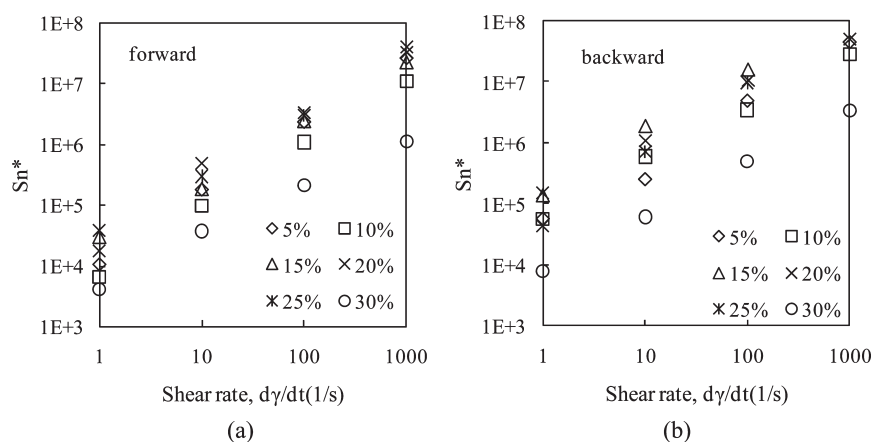 forward
1E+8
1E+7
1E+6
1E+5
1E+4
1E+3
Sn*
5% 10%
15% 20%
25% 30%
1 10 100 1000
Shear rate, dγ/dt(1/s)
(a)
backward
1E+8
1E+7
1E+6
1E+5
1E+4
1E+3
Sn*
5% 10%
15% 20%
25% 30%
1 10 100 1000
Shear rate, dγ/dt(1/s)
(b)